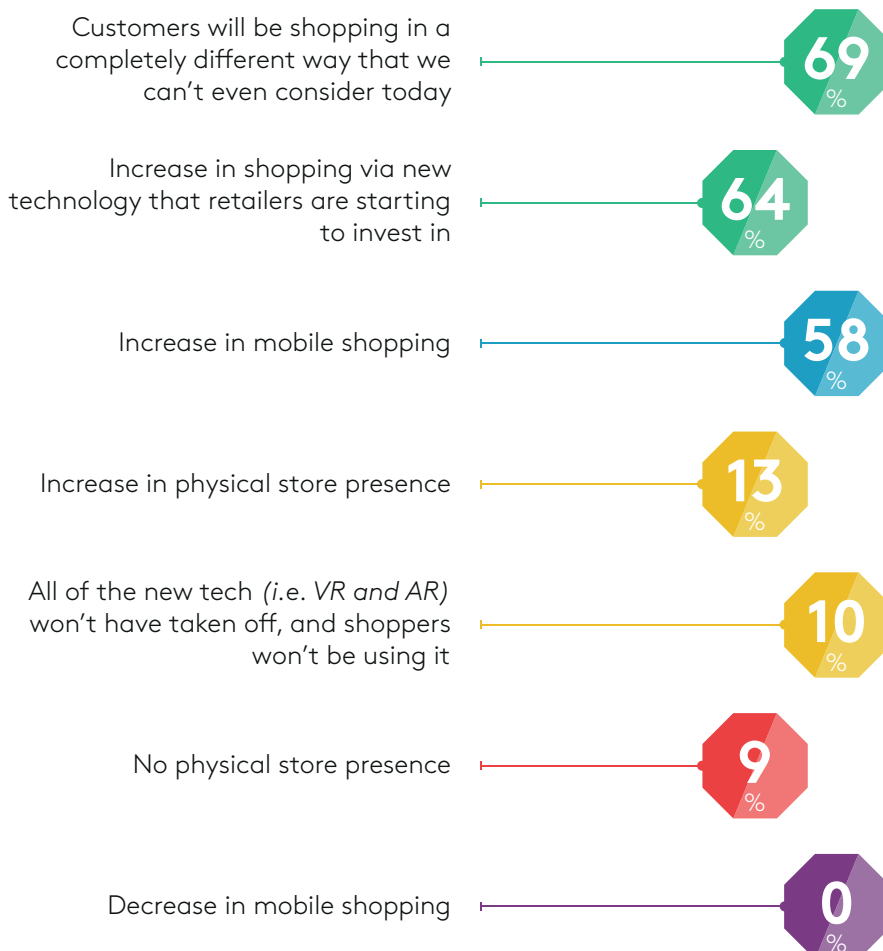 Customers will be shopping in a
completely different way that we
can't even consider today
69
%
Increase in shopping via new
technology that retailers are starting
to invest in
64
%
Increase in mobile shopping
58
%
Increase in physical store presence
13
%
All of the new tech (i.e. VR and AR)
won't have taken off, and shoppers
won't be using it
10
%
No physical store presence
9
%
Decrease in mobile shopping
0
%